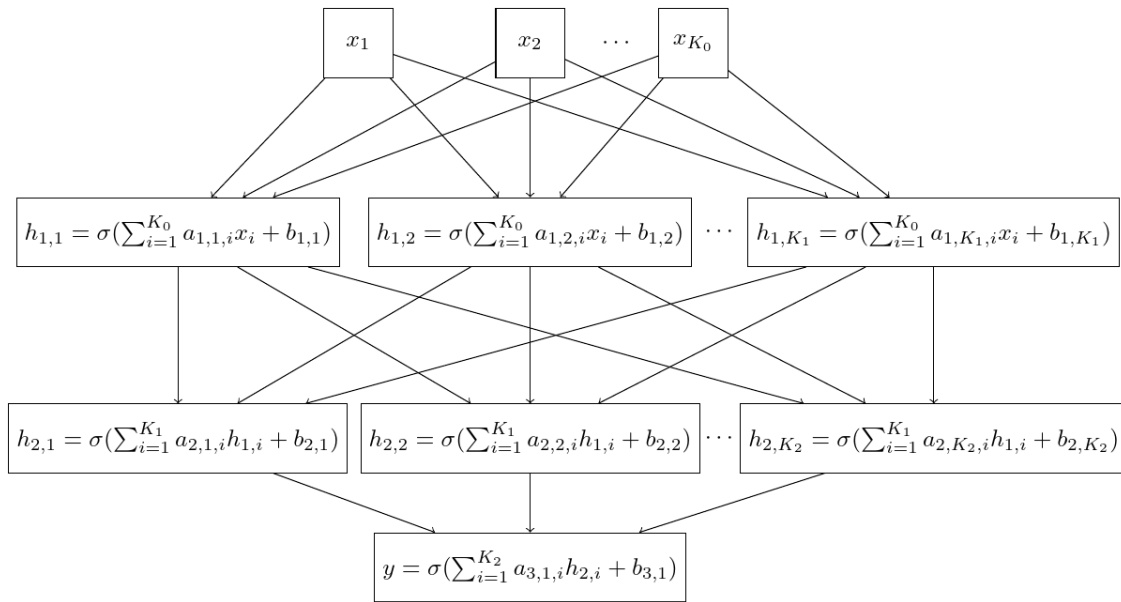 x_1 x_2 ⋯ x_{K_0}
h_{1,1} = σ(∑_{i=1}^{K_0} a_{1,1,i}x_i + b_{1,1}) h_{1,2} = σ(∑_{i=1}^{K_0} a_{1,2,i}x_i + b_{1,2}) ⋯ h_{1,K_1} = σ(∑_{i=1}^{K_0} a_{1,K_1,i}x_i + b_{1,K_1})
h_{2,1} = σ(∑_{i=1}^{K_1} a_{2,1,i}h_{1,i} + b_{2,1}) h_{2,2} = σ(∑_{i=1}^{K_1} a_{2,2,i}h_{1,i} + b_{2,2}) ⋯ h_{2,K_2} = σ(∑_{i=1}^{K_1} a_{2,K_2,i}h_{1,i} + b_{2,K_2})
y = σ(∑_{i=1}^{K_2} a_{3,1,i}h_{2,i} + b_{3,1})